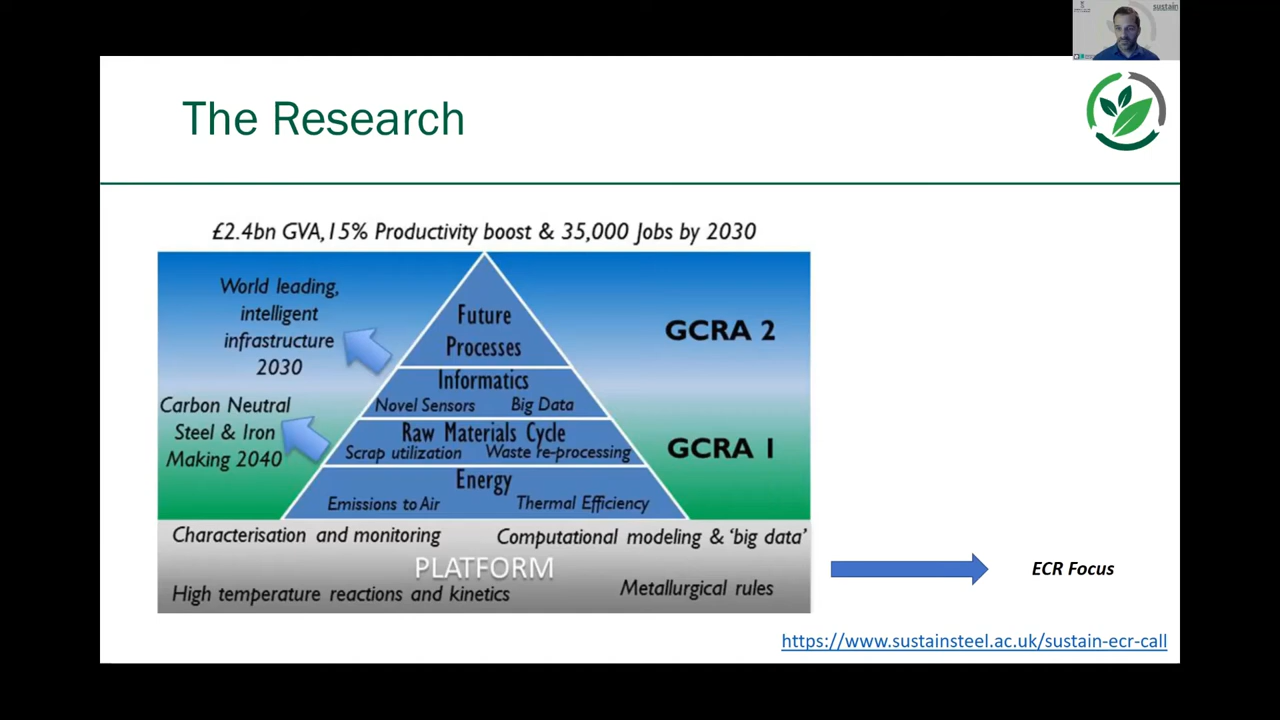 sustain
The Research
£2.4bn GVA, 15% Productivity boost & 35,000 Jobs by 2030
World leading,
intelligent
infrastructure
2030
Carbon Neutral
Steel & Iron
Making 2040
Future
Processes
Informatics
Novel Sensors Big Data
Raw Materials Cycle
Scrap utilization Waste re-processing
Energy
Emissions to Air Thermal Efficiency
GCRA 2
GCRA 1
Characterisation and monitoring Computational modeling & ‘big data’
PLATFORM
High temperature reactions and kinetics Metallurgical rules
ECR Focus
https://www.sustainsteel.ac.uk/sustain-ecr-call